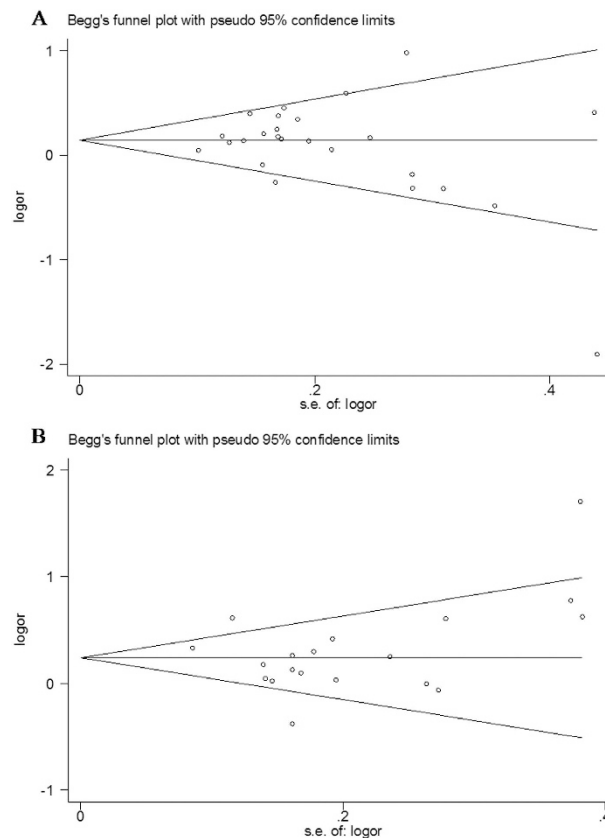 A Begg's funnel plot with pseudo 95% confidence limits
1
0
-1
-2
logor
0 .2 .4
s.e. of: logor
B Begg's funnel plot with pseudo 95% confidence limits
2
1
0
-1
logor
0 .2 .4
s.e. of: logor